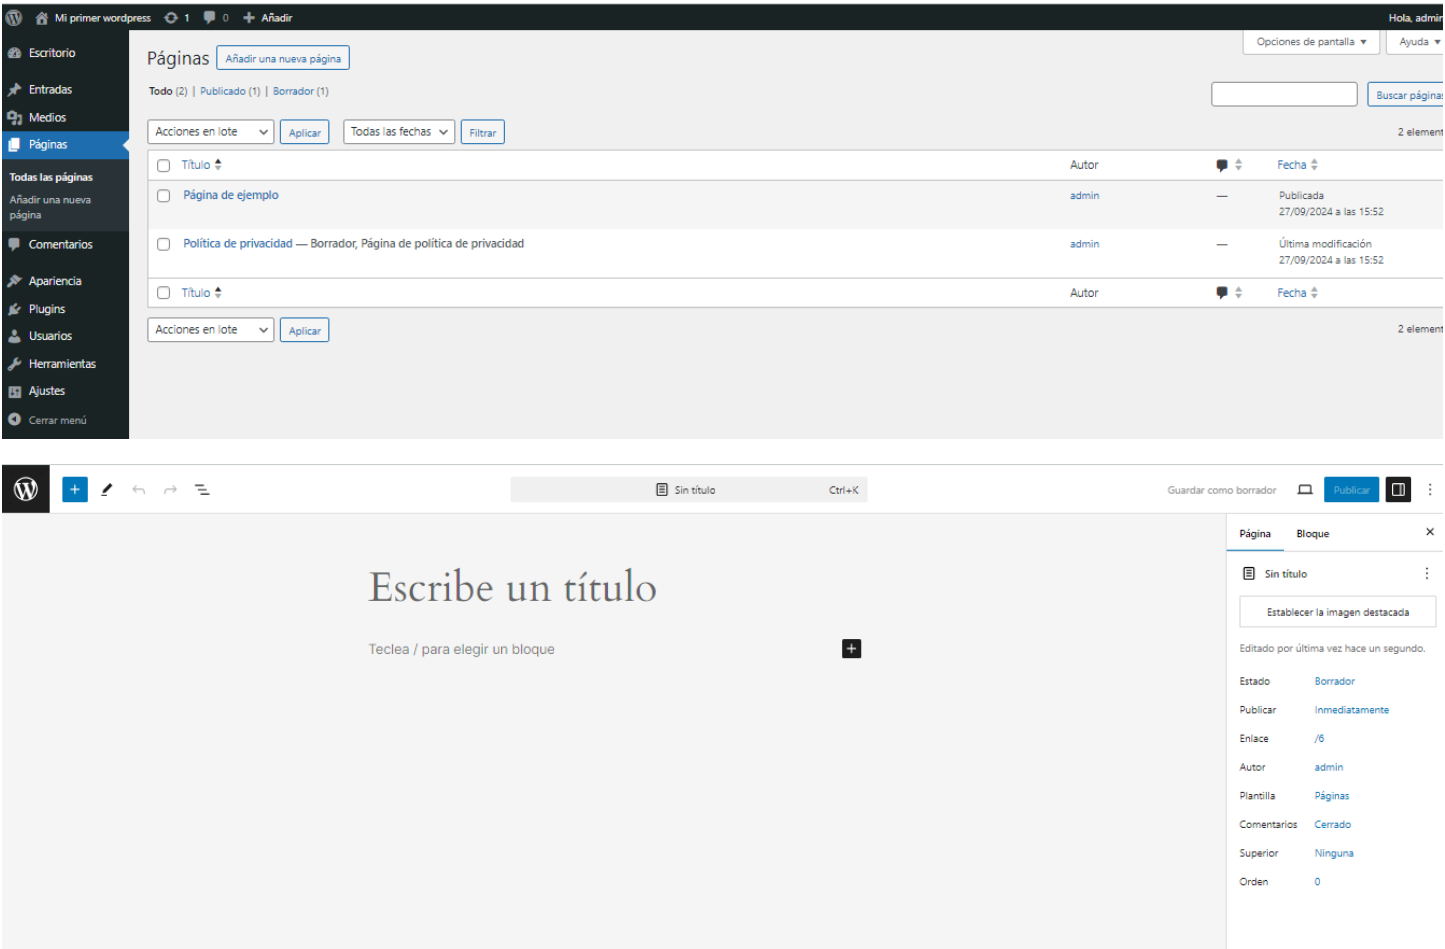 Mi primer wordpress 1 0 Añadir Hola, admin
Escritorio
Entradas
Medios
Páginas
Todas las páginas
Añadir una nueva
página
Comentarios
Apariencia
Plugins
Usuarios
Herramientas
Ajustes
Cerrar menú
Opciones de pantalla Ayuda
Páginas Añadir una nueva página
Todo (2) | Publicado (1) | Borrador (1)
Buscar páginas
Acciones en lote Aplicar Todas las fechas Filtrar 2 element
Título Autor Fecha
Página de ejemplo admin — Publicada
27/09/2024 a las 15:52
Política de privacidad — Borrador, Página de política de privacidad admin — Última modificación
27/09/2024 a las 15:52
Título Autor Fecha
Acciones en lote Aplicar 2 element
Sin título Ctrl+K Guardar como borrador Publicar
Escribe un título
Teclea / para elegir un bloque
Página Bloque
Sin título
Establecer la imagen destacada
Editado por última vez hace un segundo.
Estado Borrador
Publicar Inmediatamente
Enlace /6
Autor admin
Plantilla Páginas
Comentarios Cerrado
Superior Ninguna
Orden 0